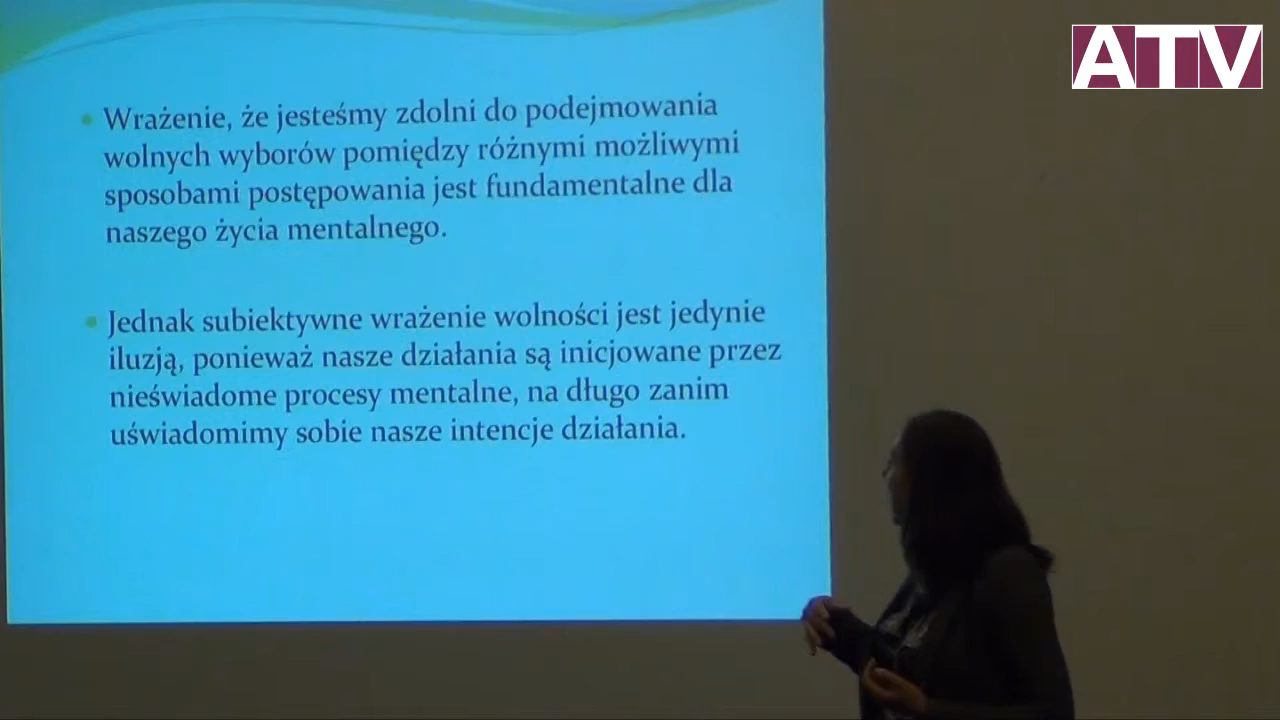 ATV
Wrażenie, że jesteśmy zdolni do podejmowania
wolnych wyborów pomiędzy różnymi możliwymi
sposobami postępowania jest fundamentalne dla
naszego życia mentalnego.
Jednak subiektywne wrażenie wolności jest jedynie
iluzją, ponieważ nasze działania są inicjowane przez
nieświadome procesy mentalne, na długo zanim
uświadomimy sobie nasze intencje działania.